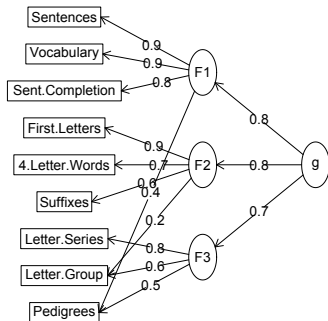 Sentences
Vocabulary
Sent.Completion
First.Letters
4.Letter.Words
Suffixes
Letter.Series
Letter.Group
Pedigrees
F1
F2
F3
g
0.9
0.9
0.8
0.4
0.9
0.7
0.6
0.2
0.8
0.6
0.5
0.8
0.8
0.7